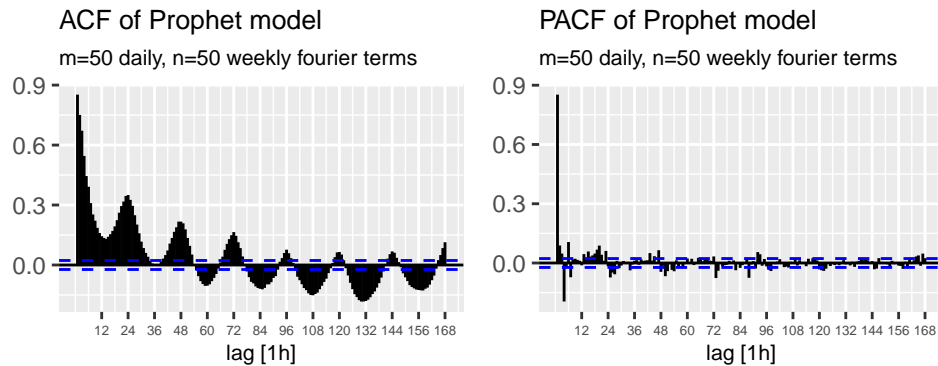 ACF of Prophet model
m=50 daily, n=50 weekly fourier terms
0.9
0.6
0.3
0.0
12 24 36 48 60 72 84 96 108 120 132 144 156 168
lag [1h]
PACF of Prophet model
m=50 daily, n=50 weekly fourier terms
0.9
0.6
0.3
0.0
12 24 36 48 60 72 84 96 108 120 132 144 156 168
lag [1h]